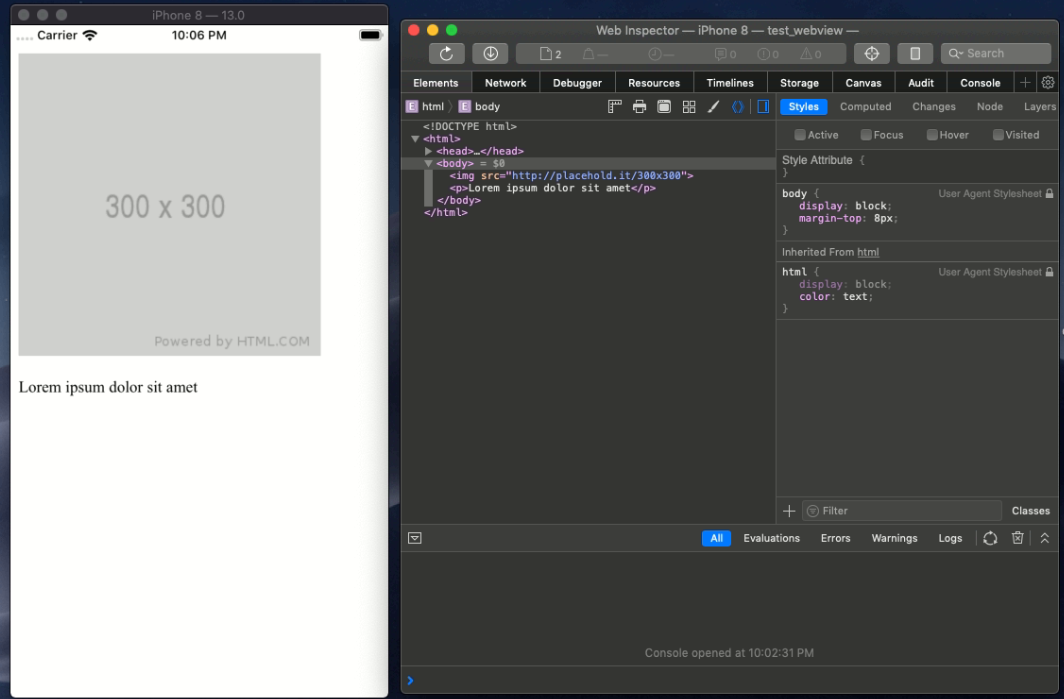 iPhone 8 — 13.0
Carrier
10:06 PM
300 x 300
Powered by HTML.COM
Lorem ipsum dolor sit amet
Web Inspector — iPhone 8 — test_webview —
2 — — 0 0 0 Search
Elements Network Debugger Resources Timelines Storage Canvas Audit Console
E html E body
Styles Computed Changes Node Layers
<!DOCTYPE html>
<html>
<head>…</head>
<body> = $0
<img src="http://placehold.it/300x300">
<p>Lorem ipsum dolor sit amet</p>
</body>
</html>
Active Focus Hover Visited
Style Attribute {
}
body { User Agent Stylesheet
display: block;
margin-top: 8px;
}
Inherited From html
html { User Agent Stylesheet
display: block;
color: text;
}
Filter Classes
All Evaluations Errors Warnings Logs
Console opened at 10:02:31 PM